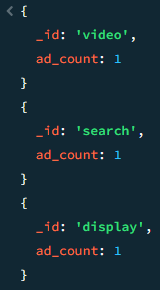 {
_id: 'video',
ad_count: 1
}
{
_id: 'search',
ad_count: 1
}
{
_id: 'display',
ad_count: 1
}